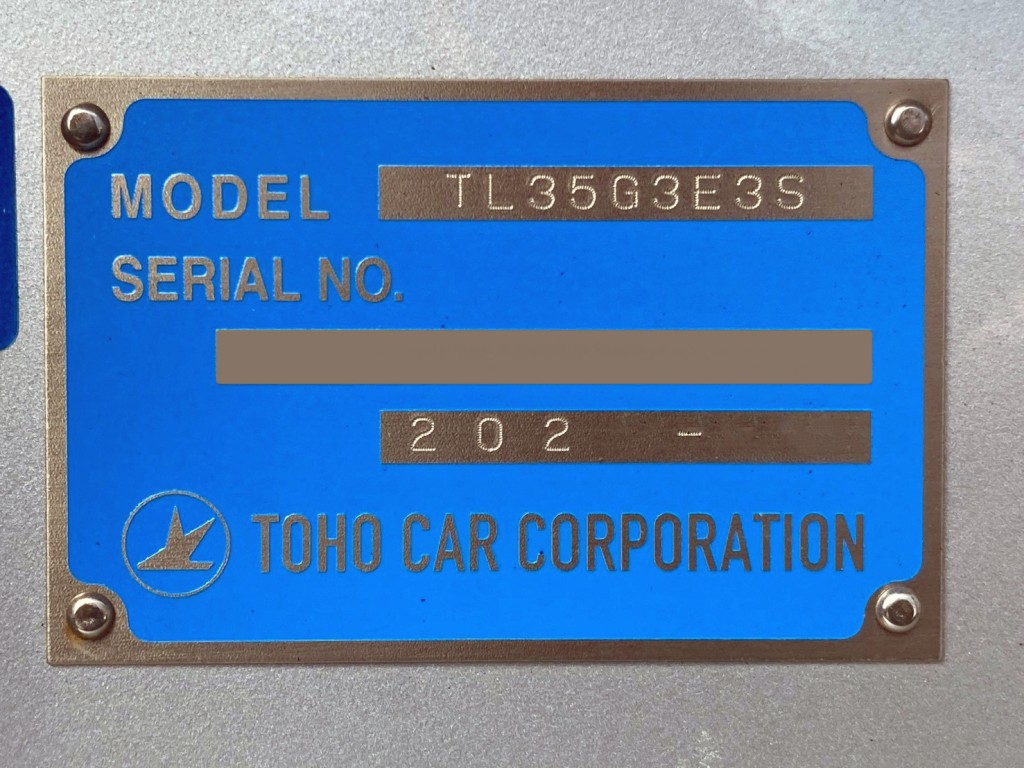 MODEL TL35G3E3S
SERIAL NO.
202 -
TOHO CAR CORPORATION